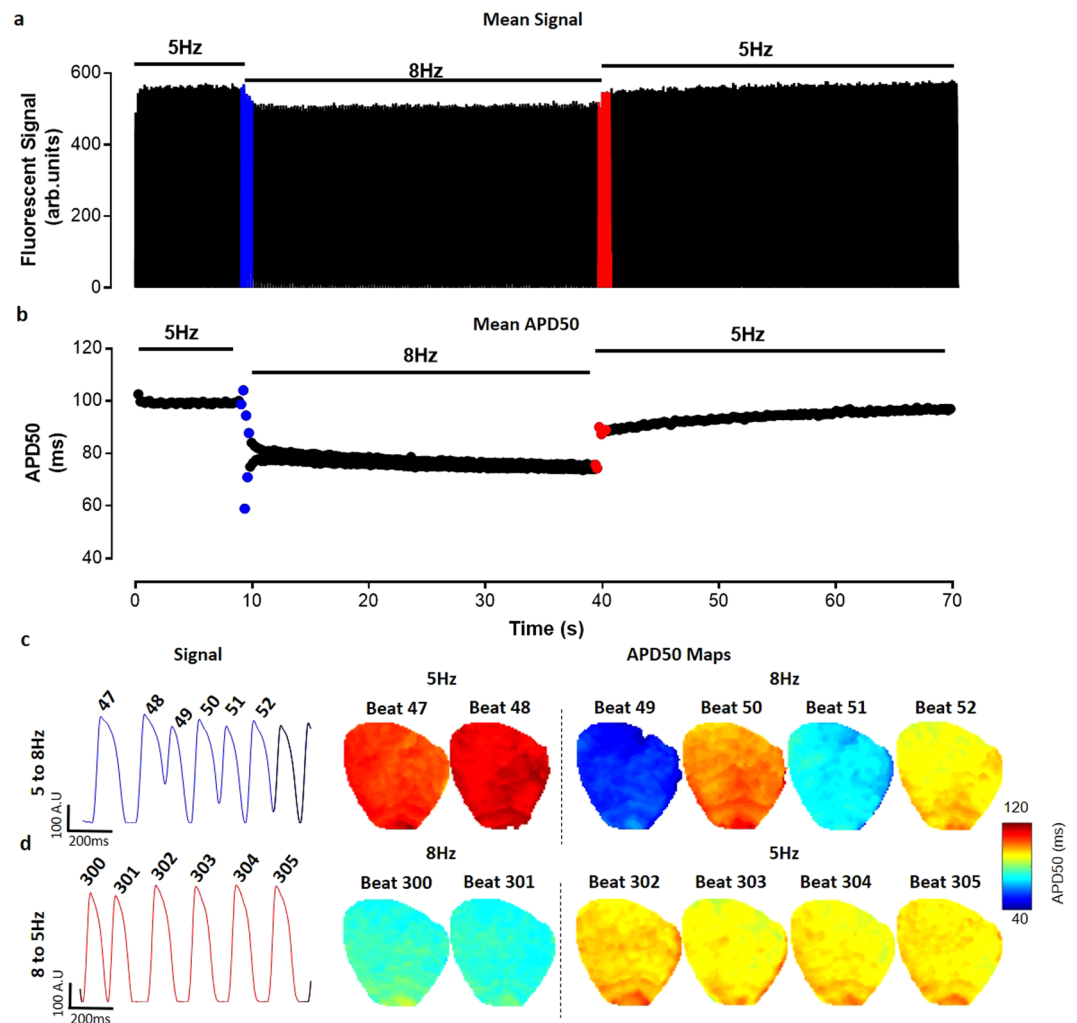 a
Mean Signal
5Hz
8Hz
5Hz
Fluorescent Signal
(arb.units)
600
400
200
0
b
Mean APD50
5Hz
8Hz
5Hz
APD50
(ms)
120
100
80
60
40
0 10 20 30 40 50 60 70
Time (s)
c
Signal
APD50 Maps
5Hz
8Hz
5 to 8Hz
47 48 49 50 51 52
100 A.U
200ms
Beat 47 Beat 48 Beat 49 Beat 50 Beat 51 Beat 52
120
APD50 (ms)
40
d
8Hz
5Hz
8 to 5Hz
300 301 302 303 304 305
100 A.U
200ms
Beat 300 Beat 301 Beat 302 Beat 303 Beat 304 Beat 305